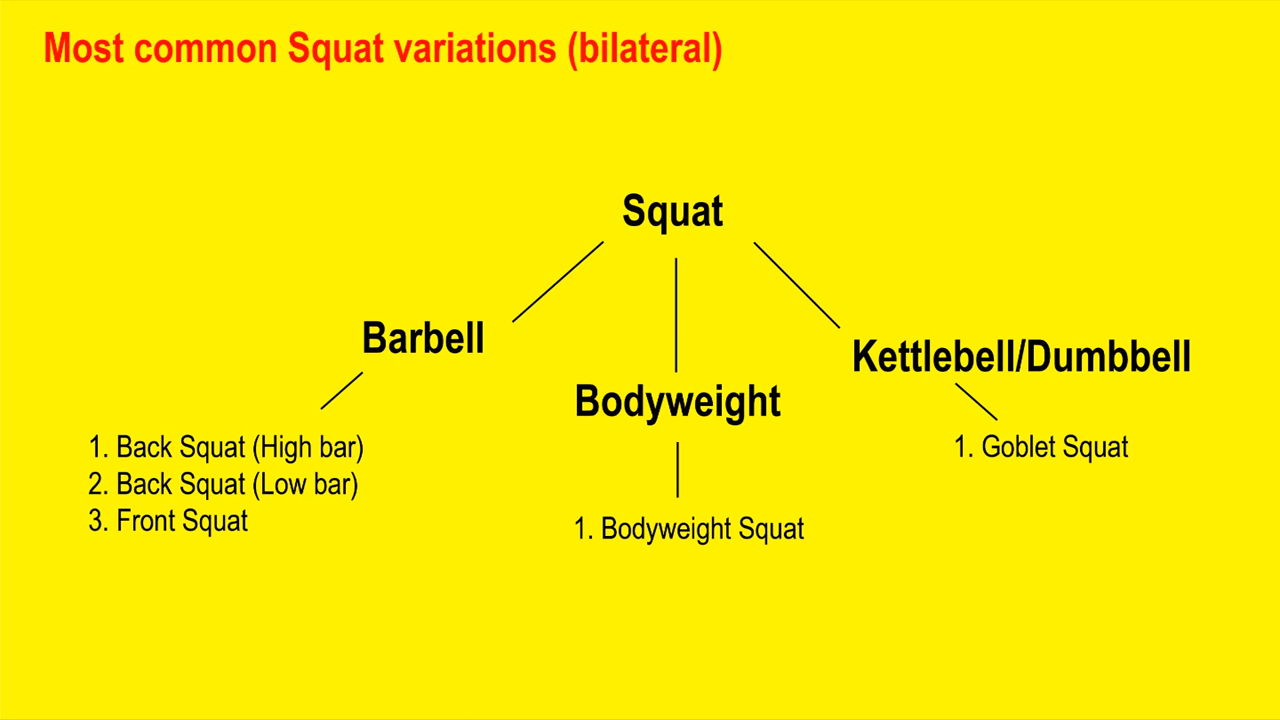 Most common Squat variations (bilateral)
Squat
Barbell
Kettlebell/Dumbbell
Bodyweight
1. Back Squat (High bar)
2. Back Squat (Low bar)
3. Front Squat
1. Goblet Squat
1. Bodyweight Squat